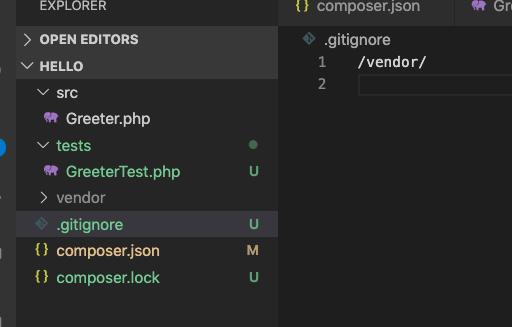 EXPLORER
OPEN EDITORS
HELLO
src
Greeter.php
tests
GreeterTest.php U
vendor
.gitignore U
{} composer.json M
{} composer.lock U
{} composer.json Gre
.gitignore
1 /vendor/
2